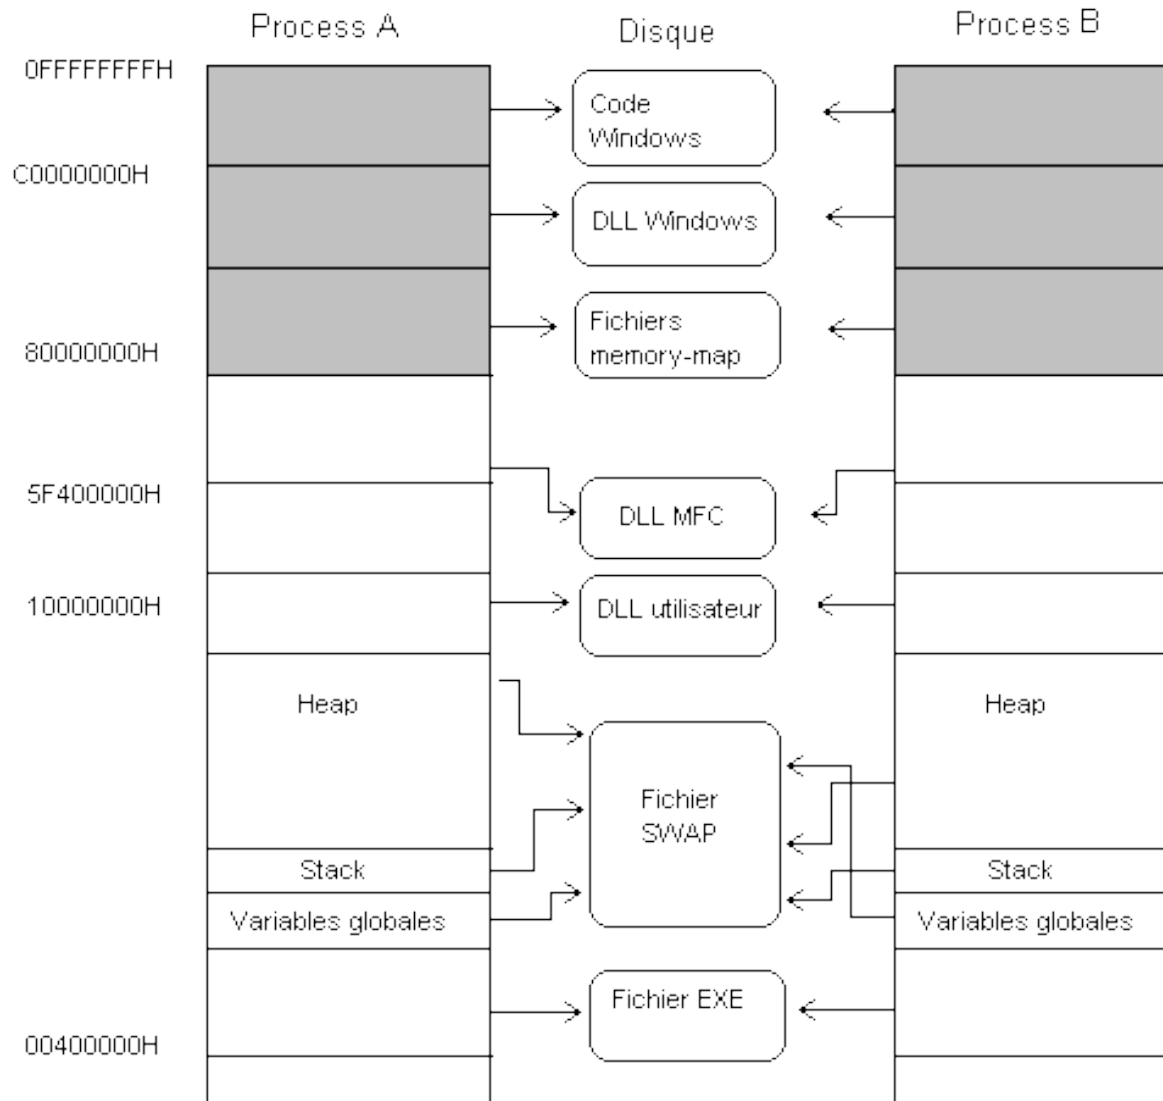 Process A
Disque
Process B
0FFFFFFFFH
Code
Windows
C0000000H
DLL Windows
Fichiers
memory-map
80000000H
5F400000H
DLL MFC
10000000H
DLL utilisateur
Heap
Heap
Fichier
SWAP
Stack
Stack
Variables globales
Variables globales
Fichier EXE
00400000H